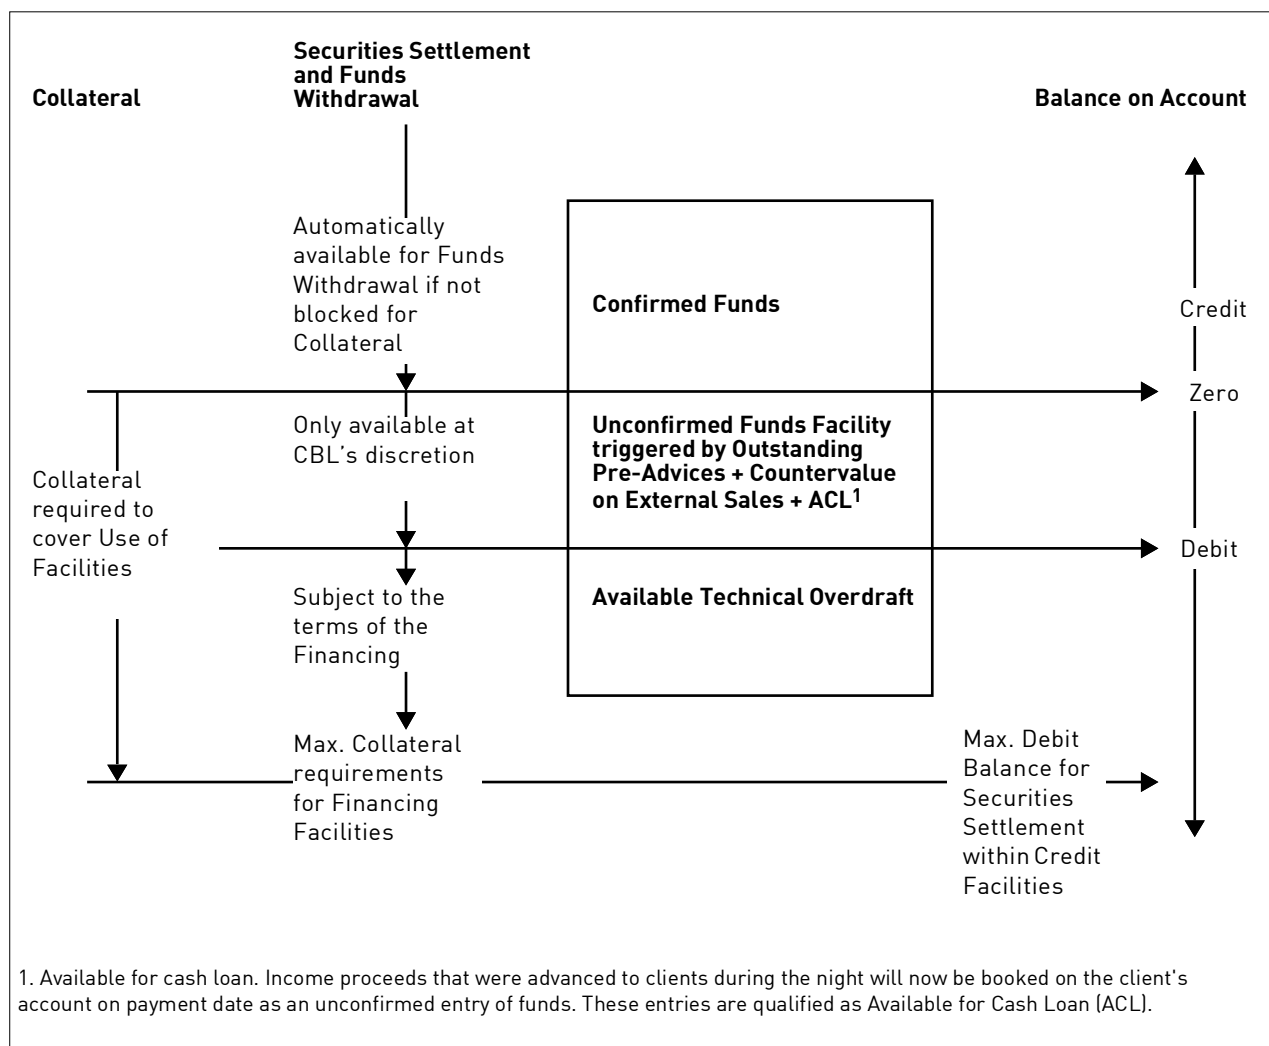 Securities Settlement
and Funds
Withdrawal
Collateral
Balance on Account
Automatically
available for Funds
Withdrawal if not
blocked for
Collateral
Confirmed Funds
Credit
Zero
Only available at
CBL's discretion
Unconfirmed Funds Facility
triggered by Outstanding
Pre-Advices + Countervalue
on External Sales + ACL1
Collateral
required to
cover Use of
Facilities
Debit
Subject to the
terms of the
Financing
Available Technical Overdraft
Max. Collateral
requirements
for Financing
Facilities
Max. Debit
Balance for
Securities
Settlement
within Credit
Facilities
1. Available for cash loan. Income proceeds that were advanced to clients during the night will now be booked on the client's
account on payment date as an unconfirmed entry of funds. These entries are qualified as Available for Cash Loan (ACL).